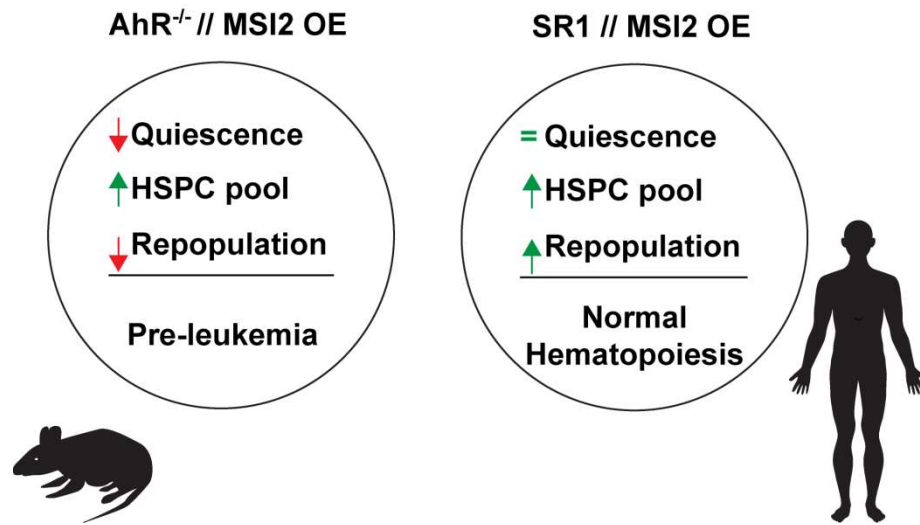 AhR-/- // MSI2 OE
↓ Quiescence
↑ HSPC pool
↓ Repopulation
Pre-leukemia
SR1 // MSI2 OE
= Quiescence
↑ HSPC pool
↑ Repopulation
Normal
Hematopoiesis